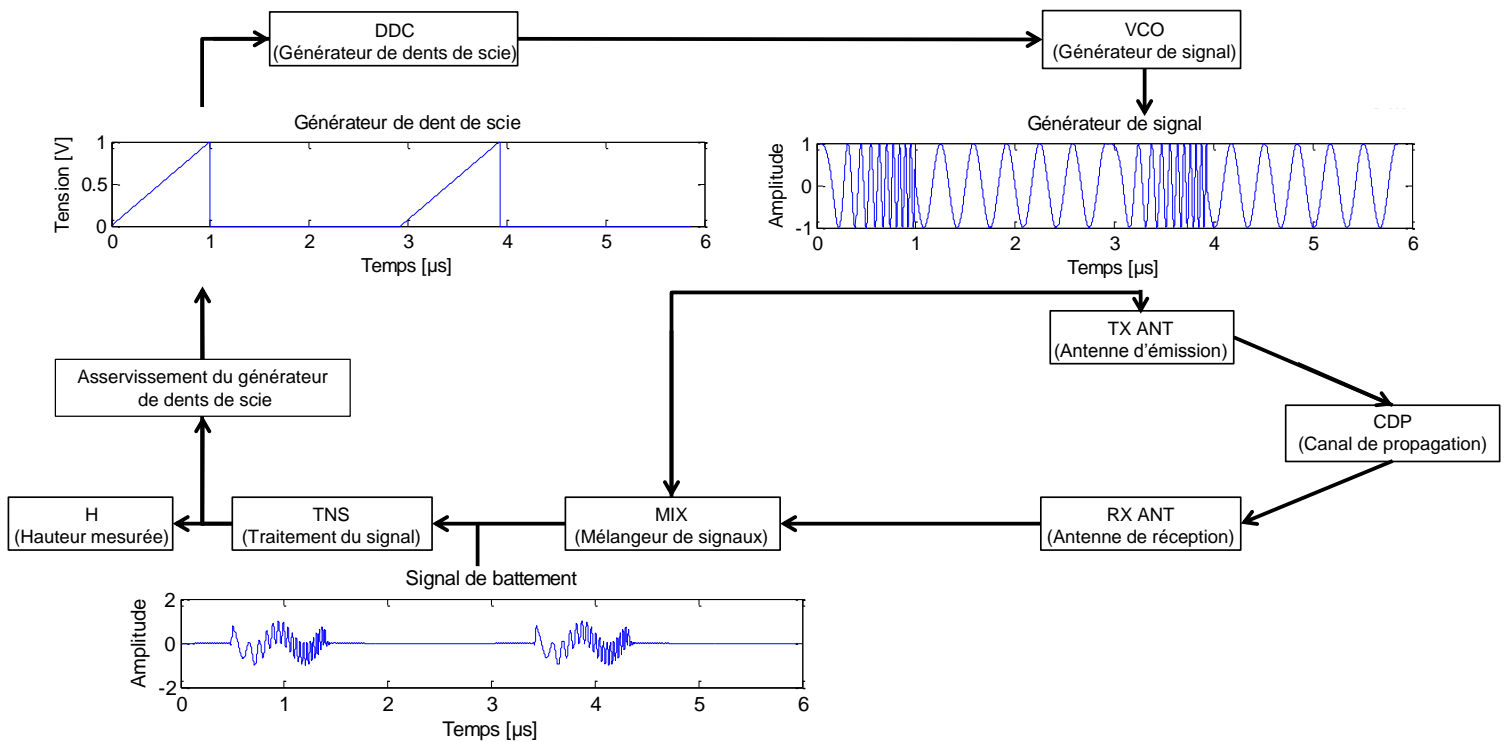 DDC
(Générateur de dents de scie)
VCO
(Générateur de signal)
Générateur de dent de scie
Tension [V]
1
0.5
0
0 1 2 3 4 5 6
Temps [µs]
Générateur de signal
Amplitude
1
0
-1
0 1 2 3 4 5 6
Temps [µs]
TX ANT
(Antenne d'émission)
Asservissement du générateur
de dents de scie
CDP
(Canal de propagation)
H
(Hauteur mesurée)
TNS
(Traitement du signal)
MIX
(Mélangeur de signaux)
RX ANT
(Antenne de réception)
Signal de battement
Amplitude
2
0
-2
0 1 2 3 4 5 6
Temps [µs]